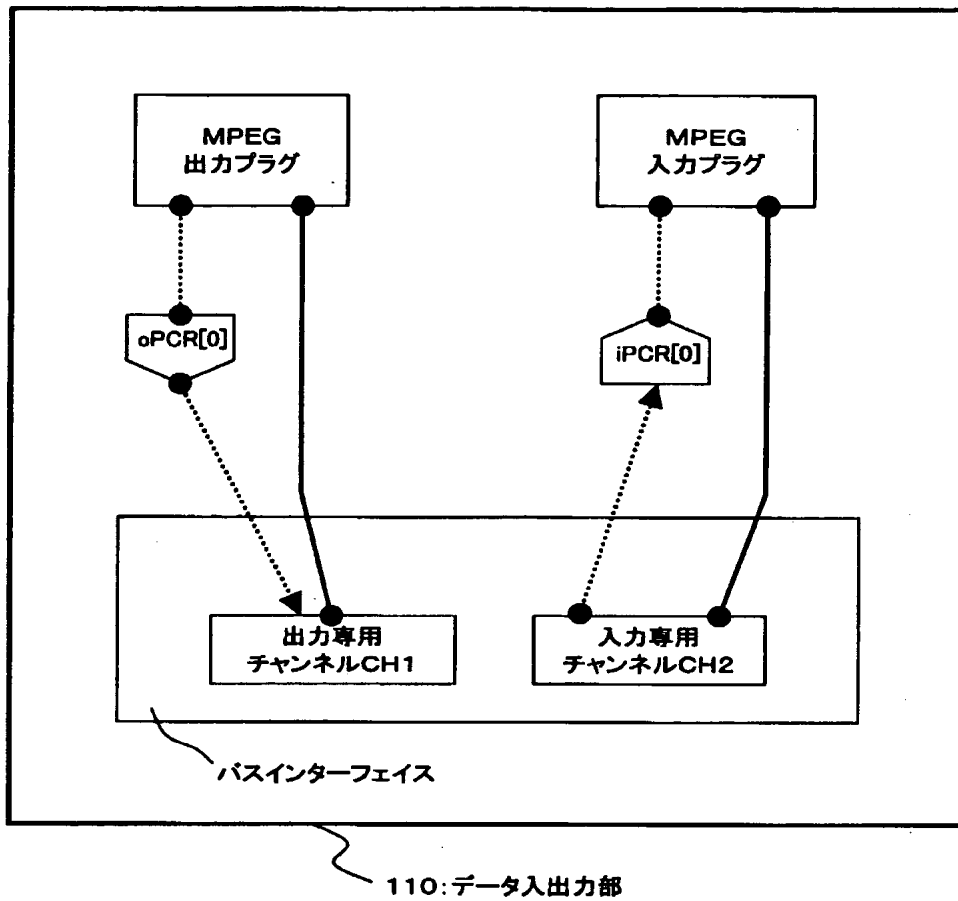 MPEG
出力プラグ
MPEG
入力プラグ
oPCR[0]
iPCR[0]
出力専用
チャンネルCH1
入力専用
チャンネルCH2
バスインターフェイス
110:データ入出力部